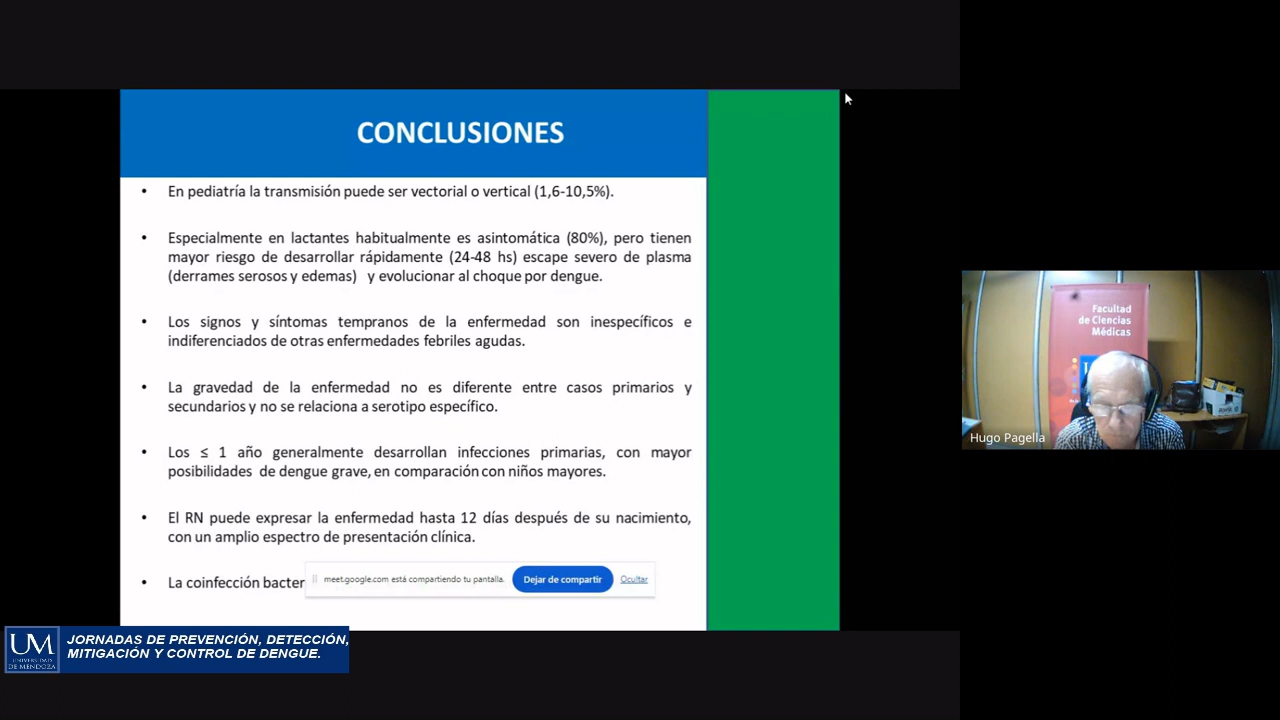 CONCLUSIONES
• En pediatría la transmisión puede ser vectorial o vertical (1,6-10,5%).
• Especialmente en lactantes habitualmente es asintomática (80%), pero tienen
mayor riesgo de desarrollar rápidamente (24-48 hs) escape severo de plasma
(derrames serosos y edemas) y evolucionar al choque por dengue.
• Los signos y síntomas tempranos de la enfermedad son inespecíficos e
indiferenciados de otras enfermedades febriles agudas.
• La gravedad de la enfermedad no es diferente entre casos primarios y
secundarios y no se relaciona a serotipo específico.
• Los ≤ 1 año generalmente desarrollan infecciones primarias, con mayor
posibilidades de dengue grave, en comparación con niños mayores.
• El RN puede expresar la enfermedad hasta 12 días después de su nacimiento,
con un amplio espectro de presentación clínica.
• La coinfección bacter
meet.google.com está compartiendo tu pantalla. Dejar de compartir Ocultar
UM
UNIVERSIDAD
DE MENDOZA
JORNADAS DE PREVENCIÓN, DETECCIÓN,
MITIGACIÓN Y CONTROL DE DENGUE.
Facultad
de Ciencias
Médicas
Hugo Pagella